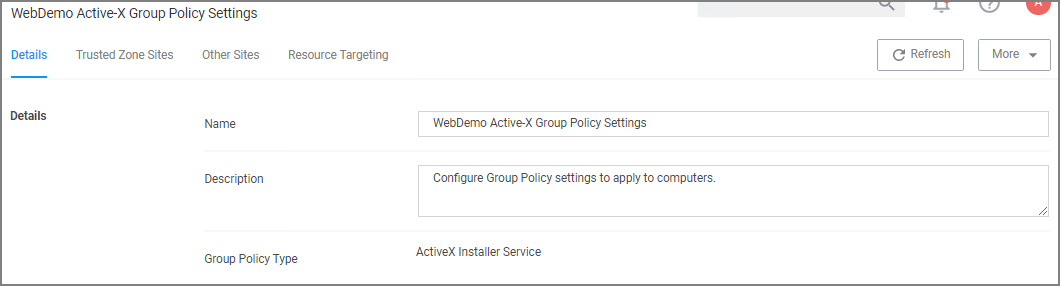 WebDemo Active-X Group Policy Settings
Details Trusted Zone Sites Other Sites Resource Targeting Refresh More
Details
Name WebDemo Active-X Group Policy Settings
Description Configure Group Policy settings to apply to computers.
Group Policy Type ActiveX Installer Service